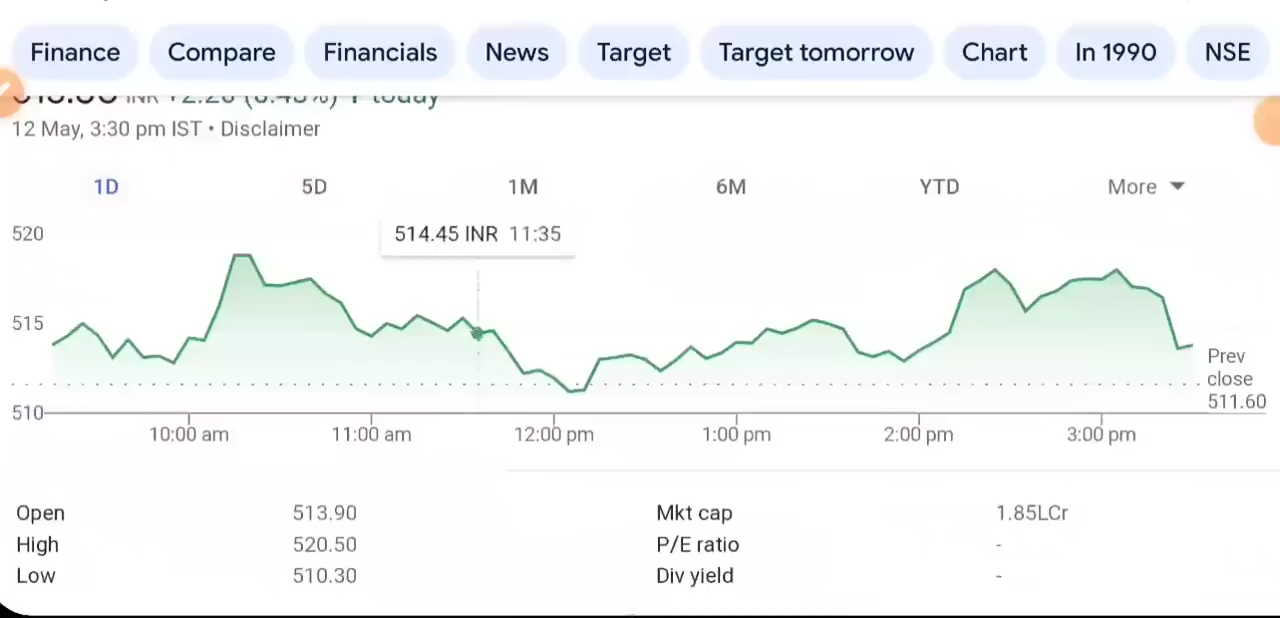 Finance Compare Financials News Target Target tomorrow Chart In 1990 NSE
INR today
12 May, 3:30 pm IST • Disclaimer
1D 5D 1M 6M YTD More
514.45 INR 11:35
520
515
510
Prev
close
511.60
10:00 am 11:00 am 12:00 pm 1:00 pm 2:00 pm 3:00 pm
Open 513.90 Mkt cap 1.85LCr
High 520.50 P/E ratio -
Low 510.30 Div yield -